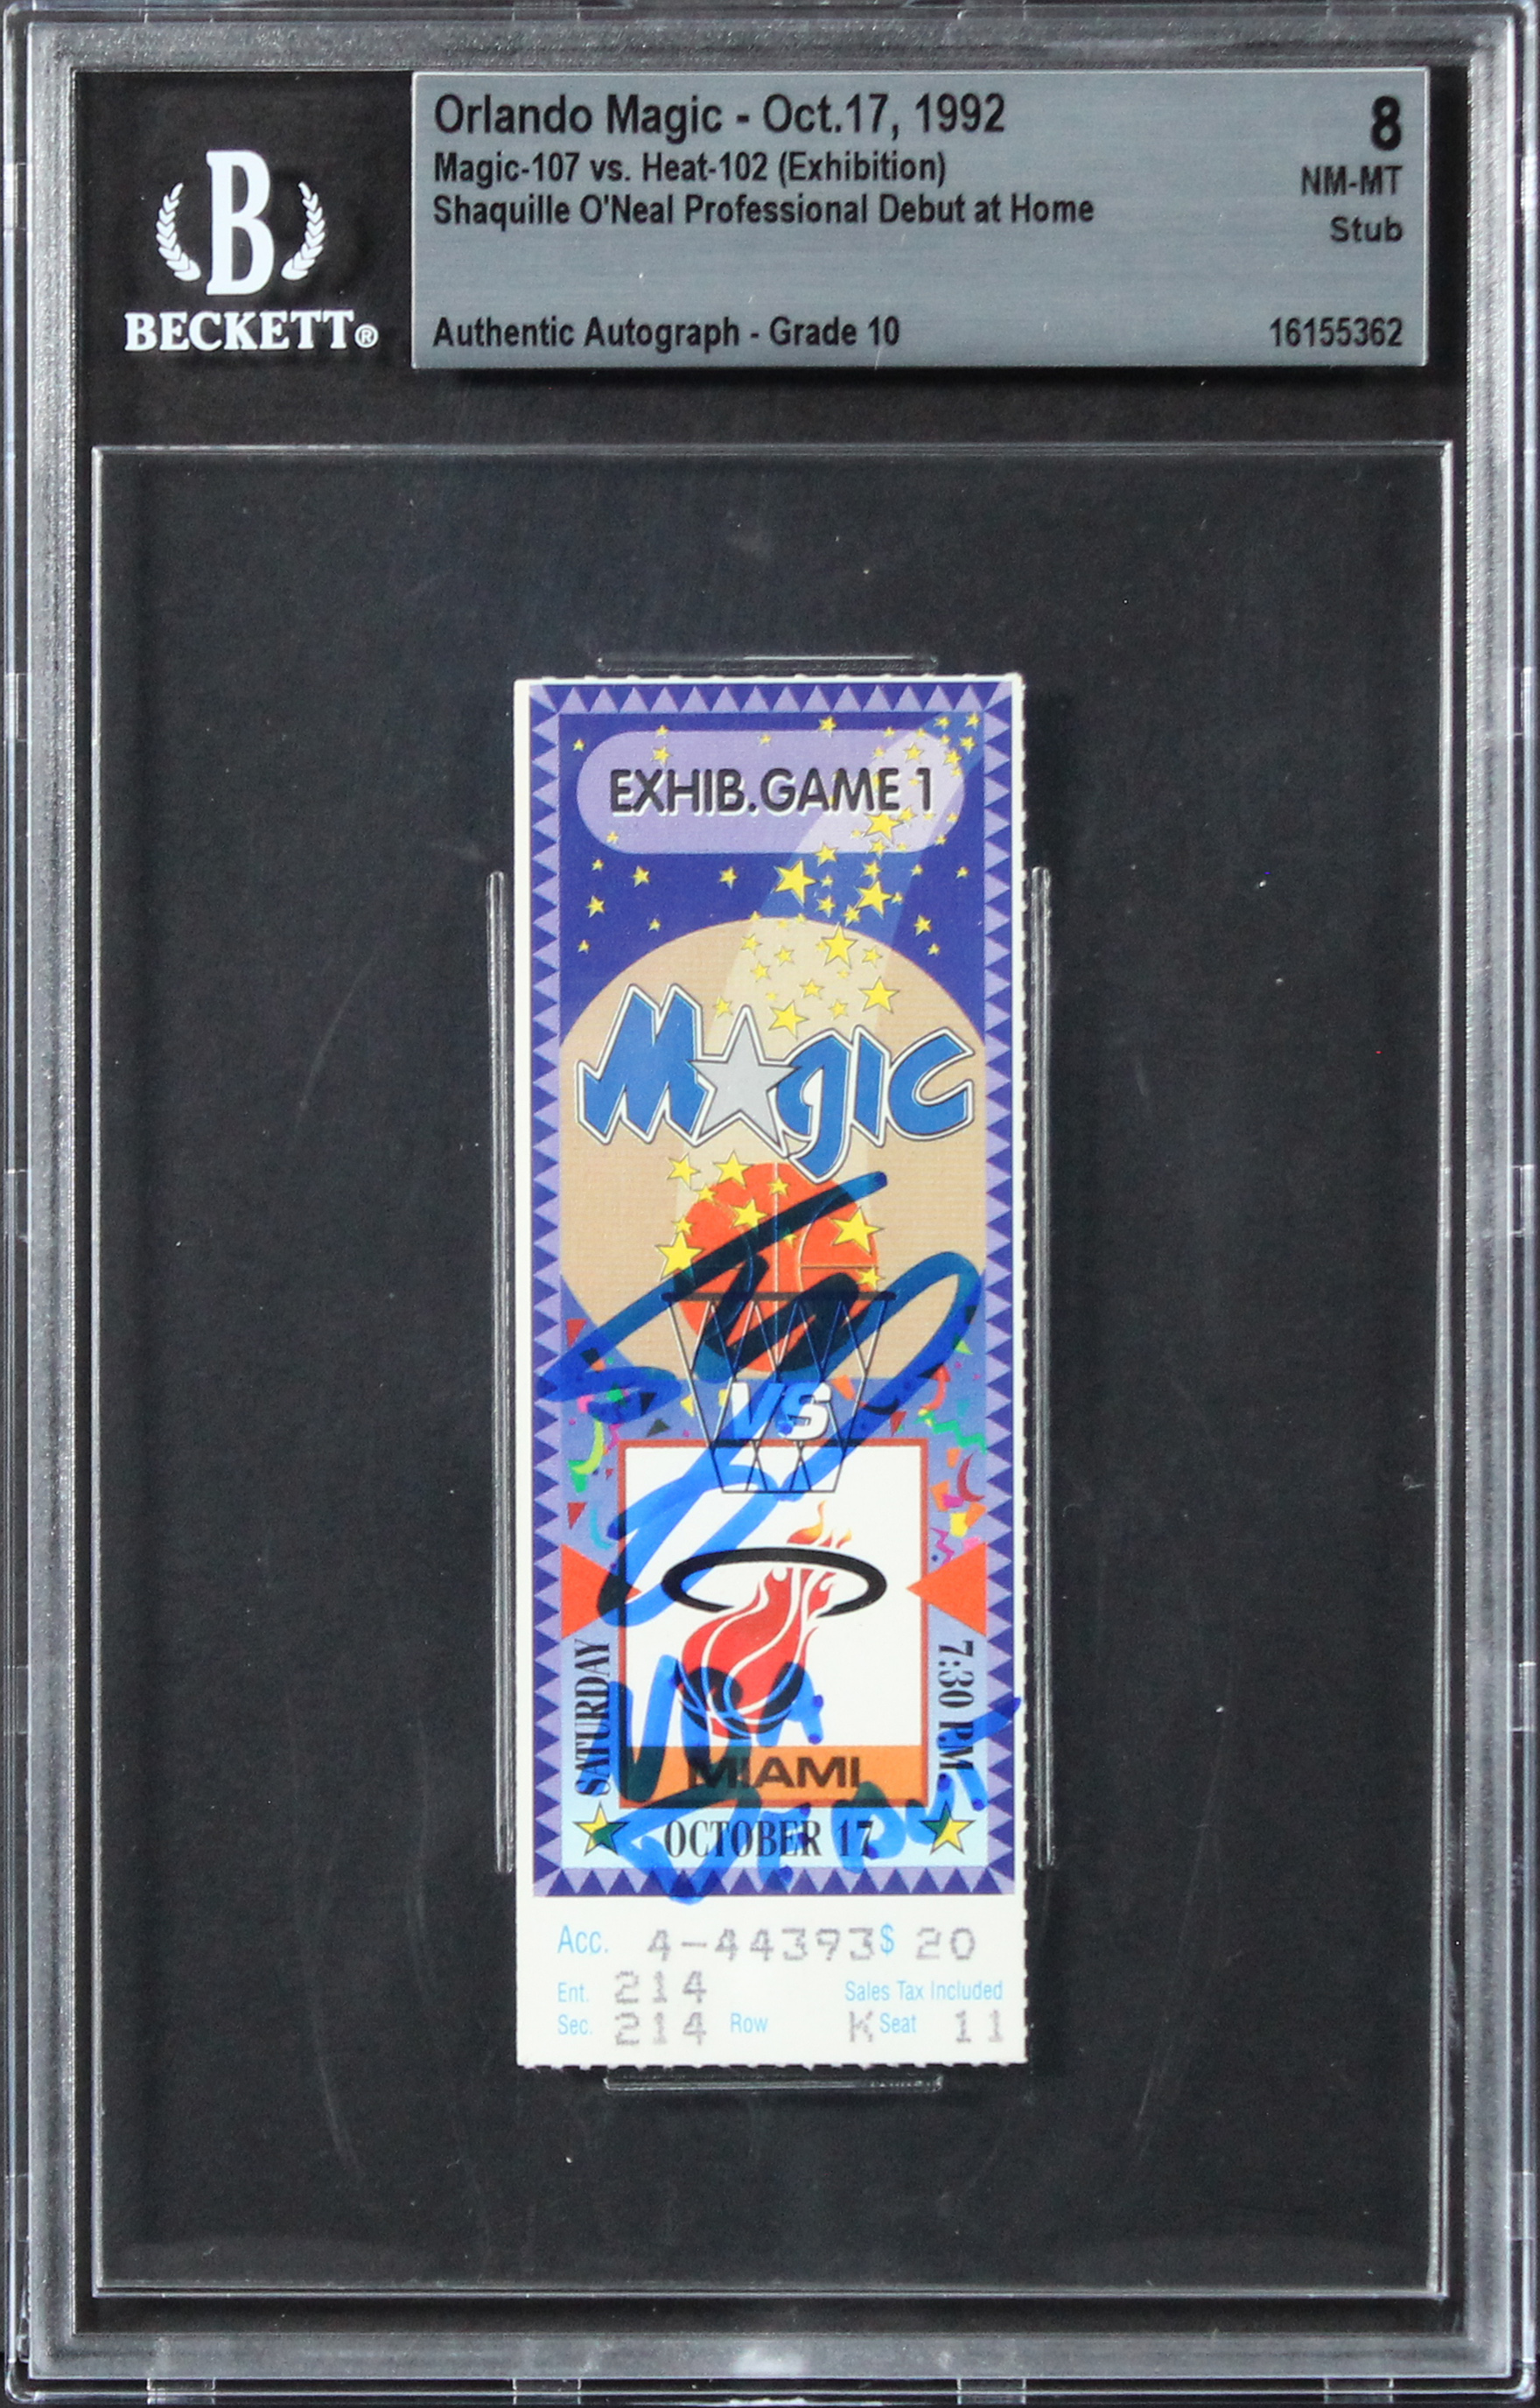 Orlando Magic - Oct.17, 1992
8
Magic-107 vs. Heat-102 (Exhibition)
NM-MT
Shaquille O'Neal Professional Debut at Home
Stub
B
BECKETT®
Authentic Autograph - Grade 10
16155362
EXHIB.GAME 1
Magic
VS
SATURDAY
7:30 P.M.
MIAMI
NBA
Debut
OCTOBER 17
Acc. 4-44393 $ 20
Ent. 214 Sales Tax Included
Sec. 214 Row K Seat 11